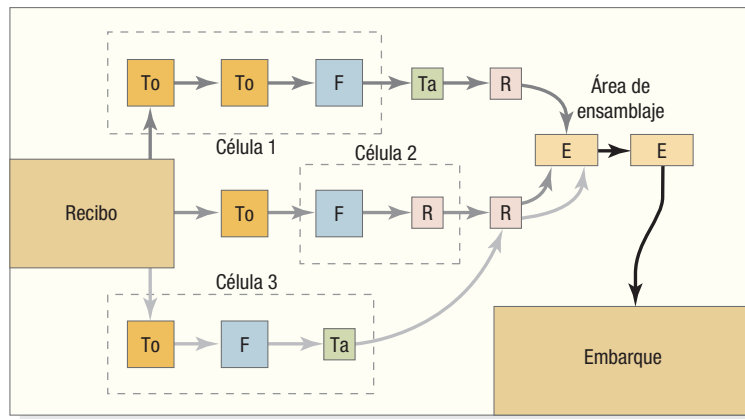 To To F Ta R
Área de
ensamblaje
Célula 1
Célula 2
E E
Recibo
To F R R
Célula 3
To F Ta
Embarque